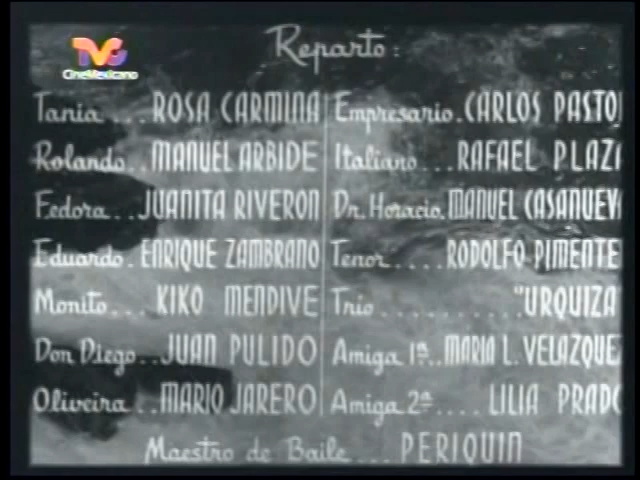 TVC
CineMexicano
Reparto:
Tania... ROSA CARMINA
Rolando.. MANUEL ARBIDE
Fedora... JUANITA RIVERON
Eduardo. ENRIQUE ZAMBRANO
Monito... KIKO MENDIVE
Don Diego.. JUAN PULIDO
Oliveira.. MARIO JARERO
Empresario. CARLOS PASTO
Italiano... RAFAEL PLAZA
Dr. Horacio. MANUEL CASANUEV
Tenor..... RODOLFO PIMENTE
Trio.......... "URQUIZA"
Amiga 1ª.. MARIA L. VELAZQUE
Amiga 2ª.... LILIA PRADO
Maestro de Baile... PERIQUIN